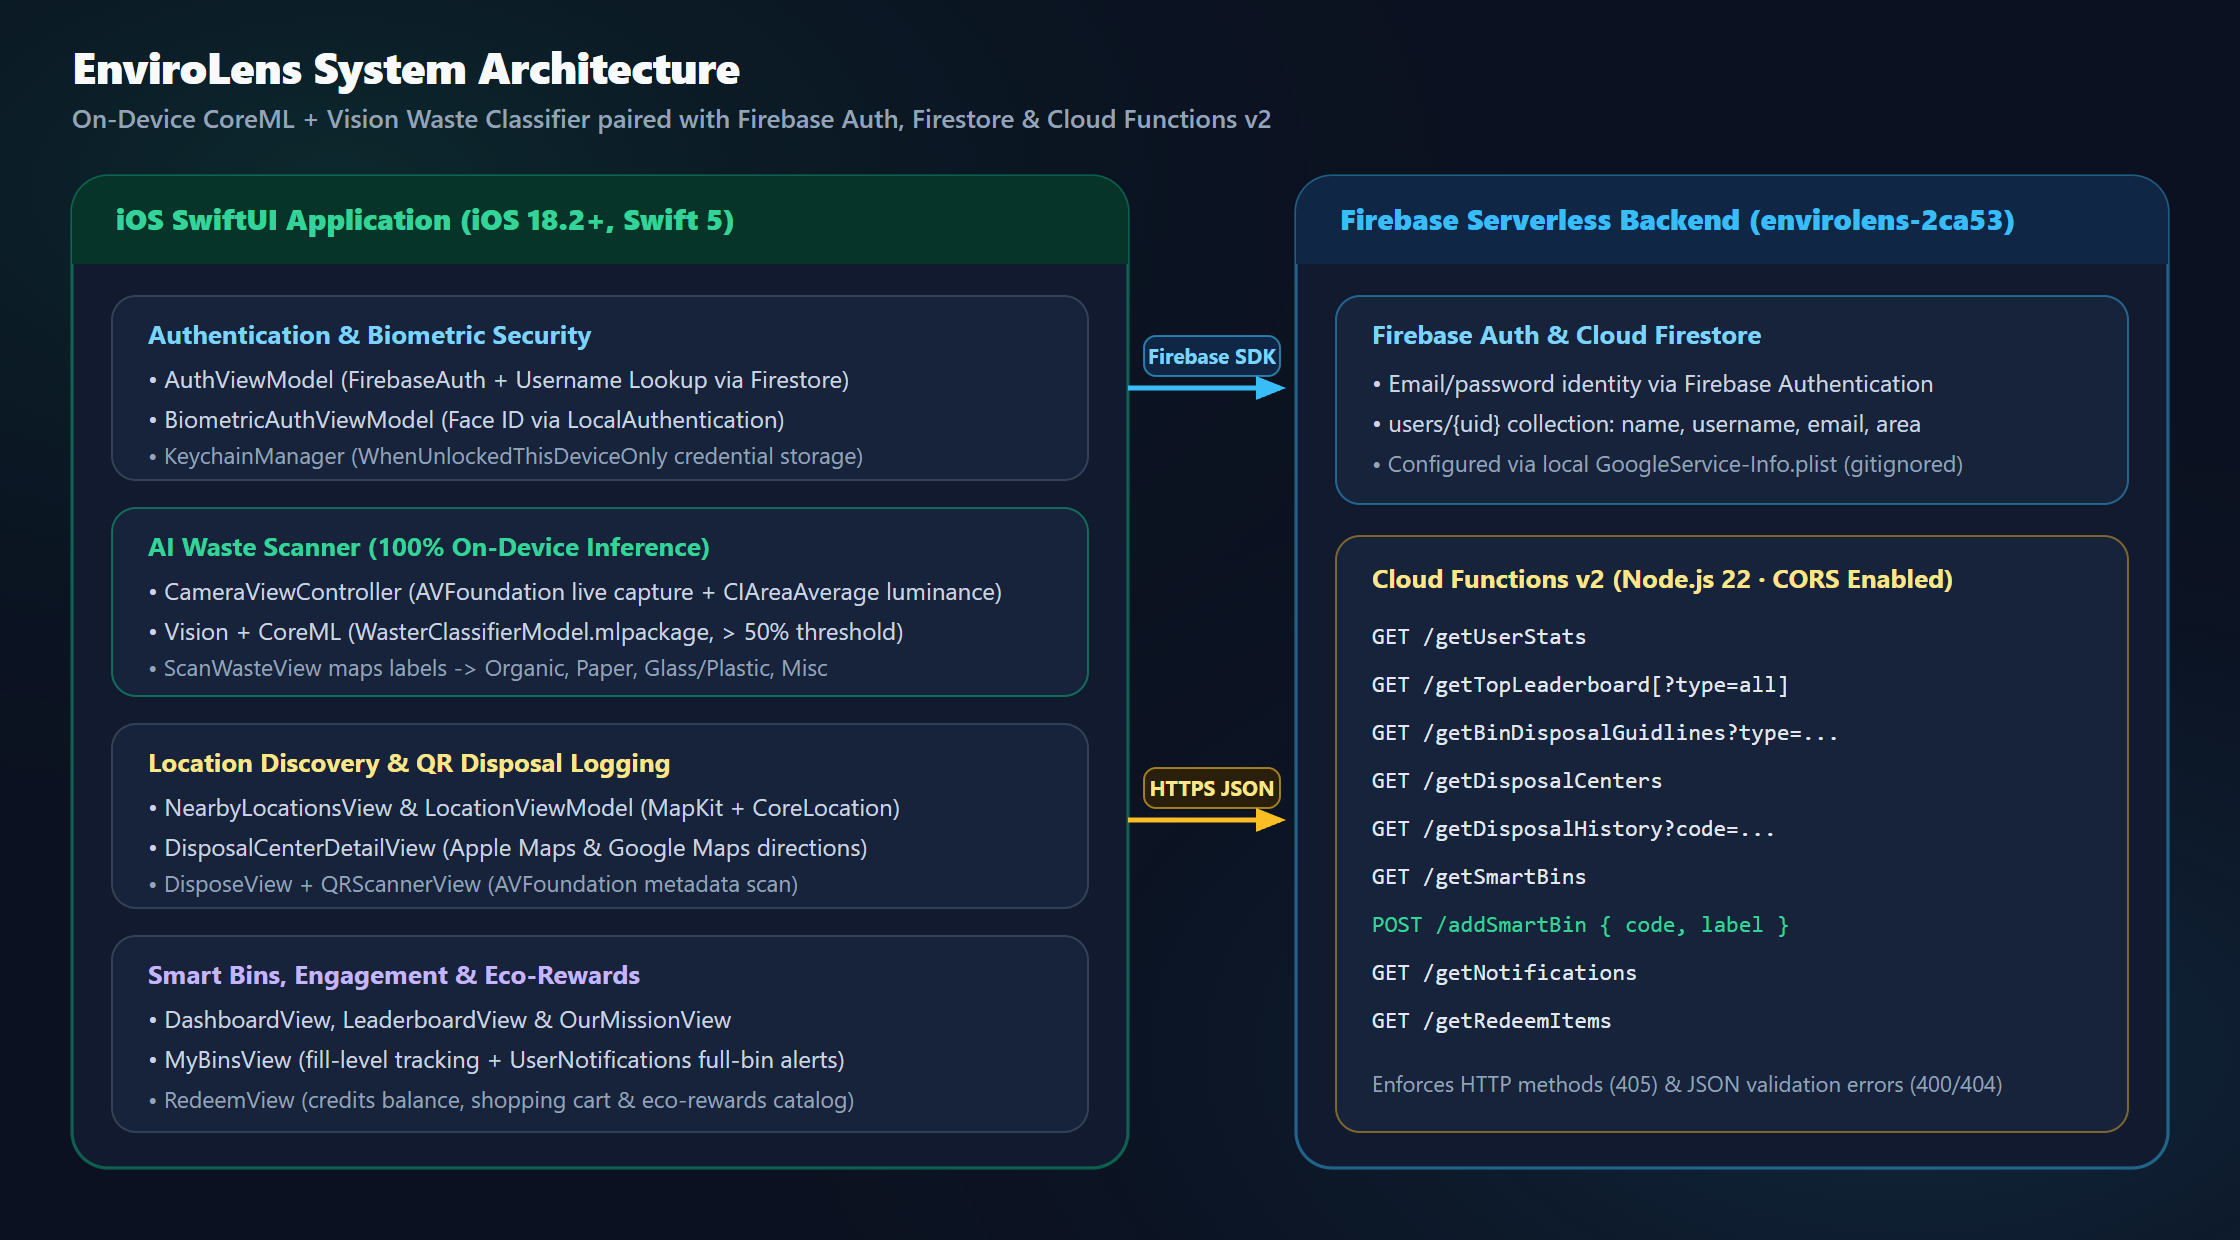 EnviroLens System Architecture
On-Device CoreML + Vision Waste Classifier paired with Firebase Auth, Firestore & Cloud Functions v2
iOS SwiftUI Application (iOS 18.2+, Swift 5)
Authentication & Biometric Security
• AuthViewModel (FirebaseAuth + Username Lookup via Firestore)
• BiometricAuthViewModel (Face ID via LocalAuthentication)
• KeychainManager (WhenUnlockedThisDeviceOnly credential storage)
AI Waste Scanner (100% On-Device Inference)
• CameraViewController (AVFoundation live capture + CIAreaAverage luminance)
• Vision + CoreML (WasterClassifierModel.mlpackage, > 50% threshold)
• ScanWasteView maps labels -> Organic, Paper, Glass/Plastic, Misc
Location Discovery & QR Disposal Logging
• NearbyLocationsView & LocationViewModel (MapKit + CoreLocation)
• DisposalCenterDetailView (Apple Maps & Google Maps directions)
• DisposeView + QRScannerView (AVFoundation metadata scan)
Smart Bins, Engagement & Eco-Rewards
• DashboardView, LeaderboardView & OurMissionView
• MyBinsView (fill-level tracking + UserNotifications full-bin alerts)
• RedeemView (credits balance, shopping cart & eco-rewards catalog)
Firebase SDK
HTTPS JSON
Firebase Serverless Backend (envirolens-2ca53)
Firebase Auth & Cloud Firestore
• Email/password identity via Firebase Authentication
• users/{uid} collection: name, username, email, area
• Configured via local GoogleService-Info.plist (gitignored)
Cloud Functions v2 (Node.js 22 · CORS Enabled)
GET /getUserStats
GET /getTopLeaderboard[?type=all]
GET /getBinDisposalGuidlines?type=...
GET /getDisposalCenters
GET /getDisposalHistory?code=...
GET /getSmartBins
POST /addSmartBin { code, label }
GET /getNotifications
GET /getRedeemItems
Enforces HTTP methods (405) & JSON validation errors (400/404)